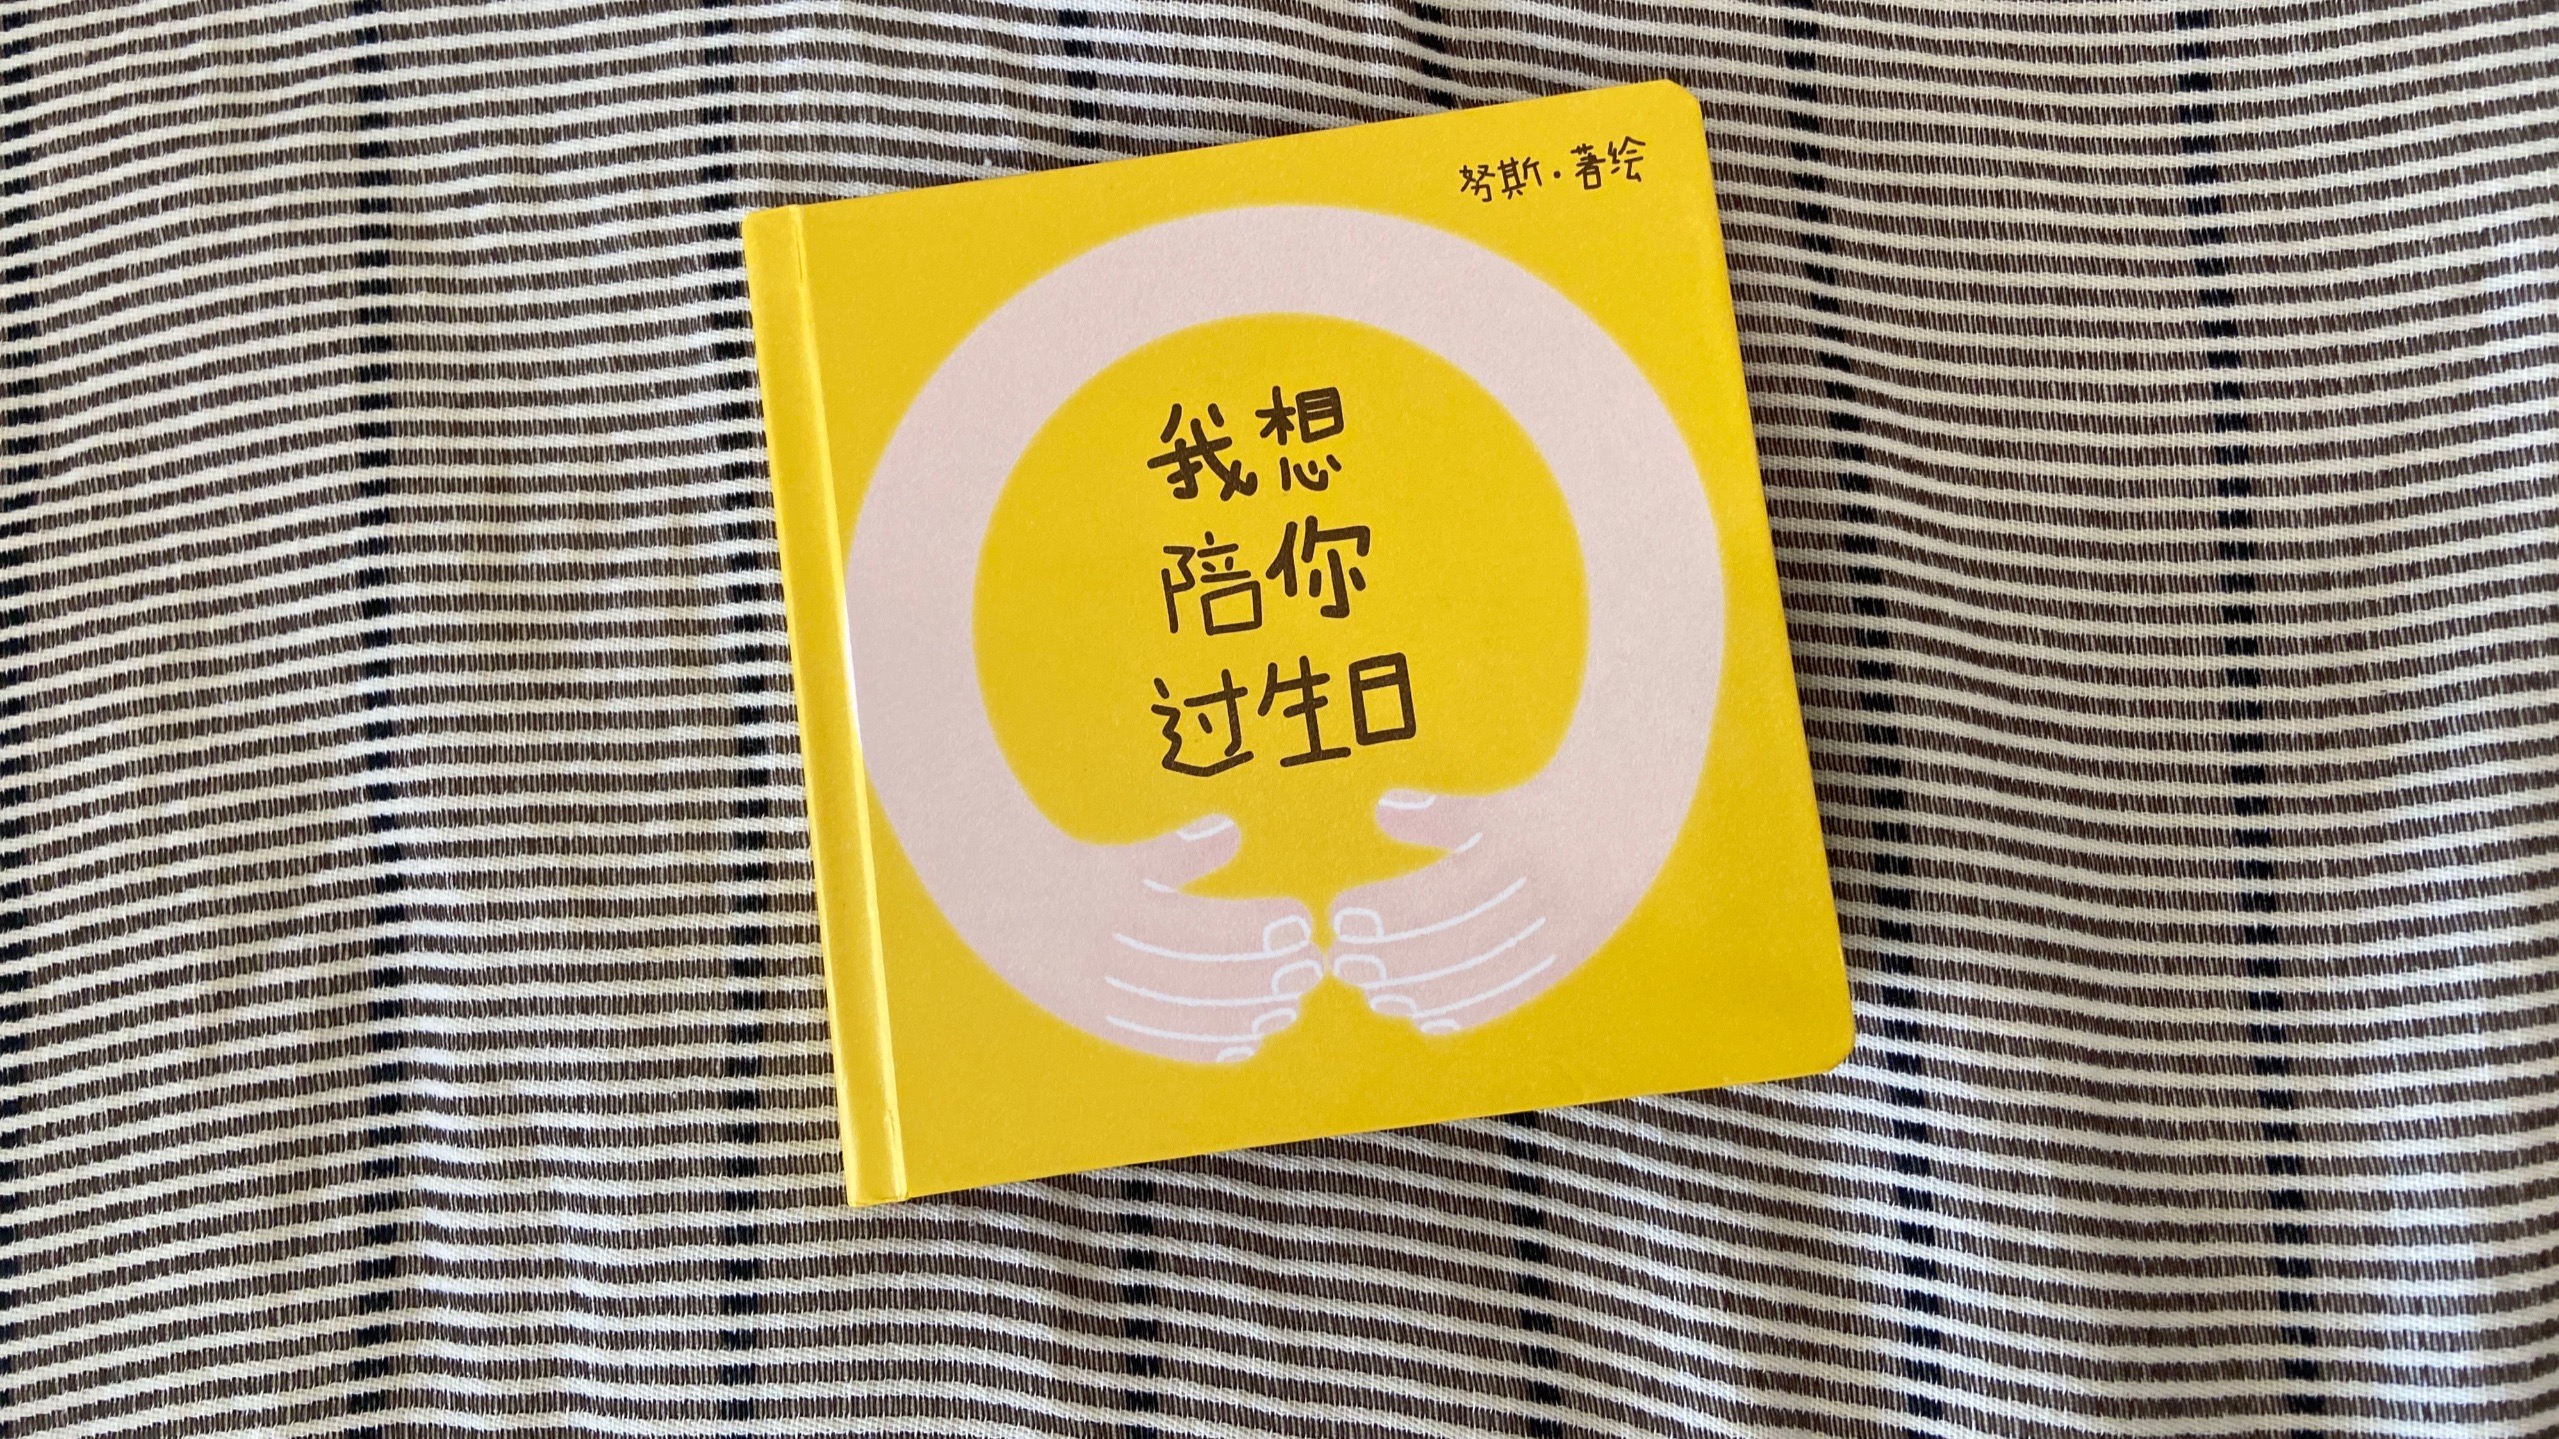 努斯·著绘
我想
陪你
过生日